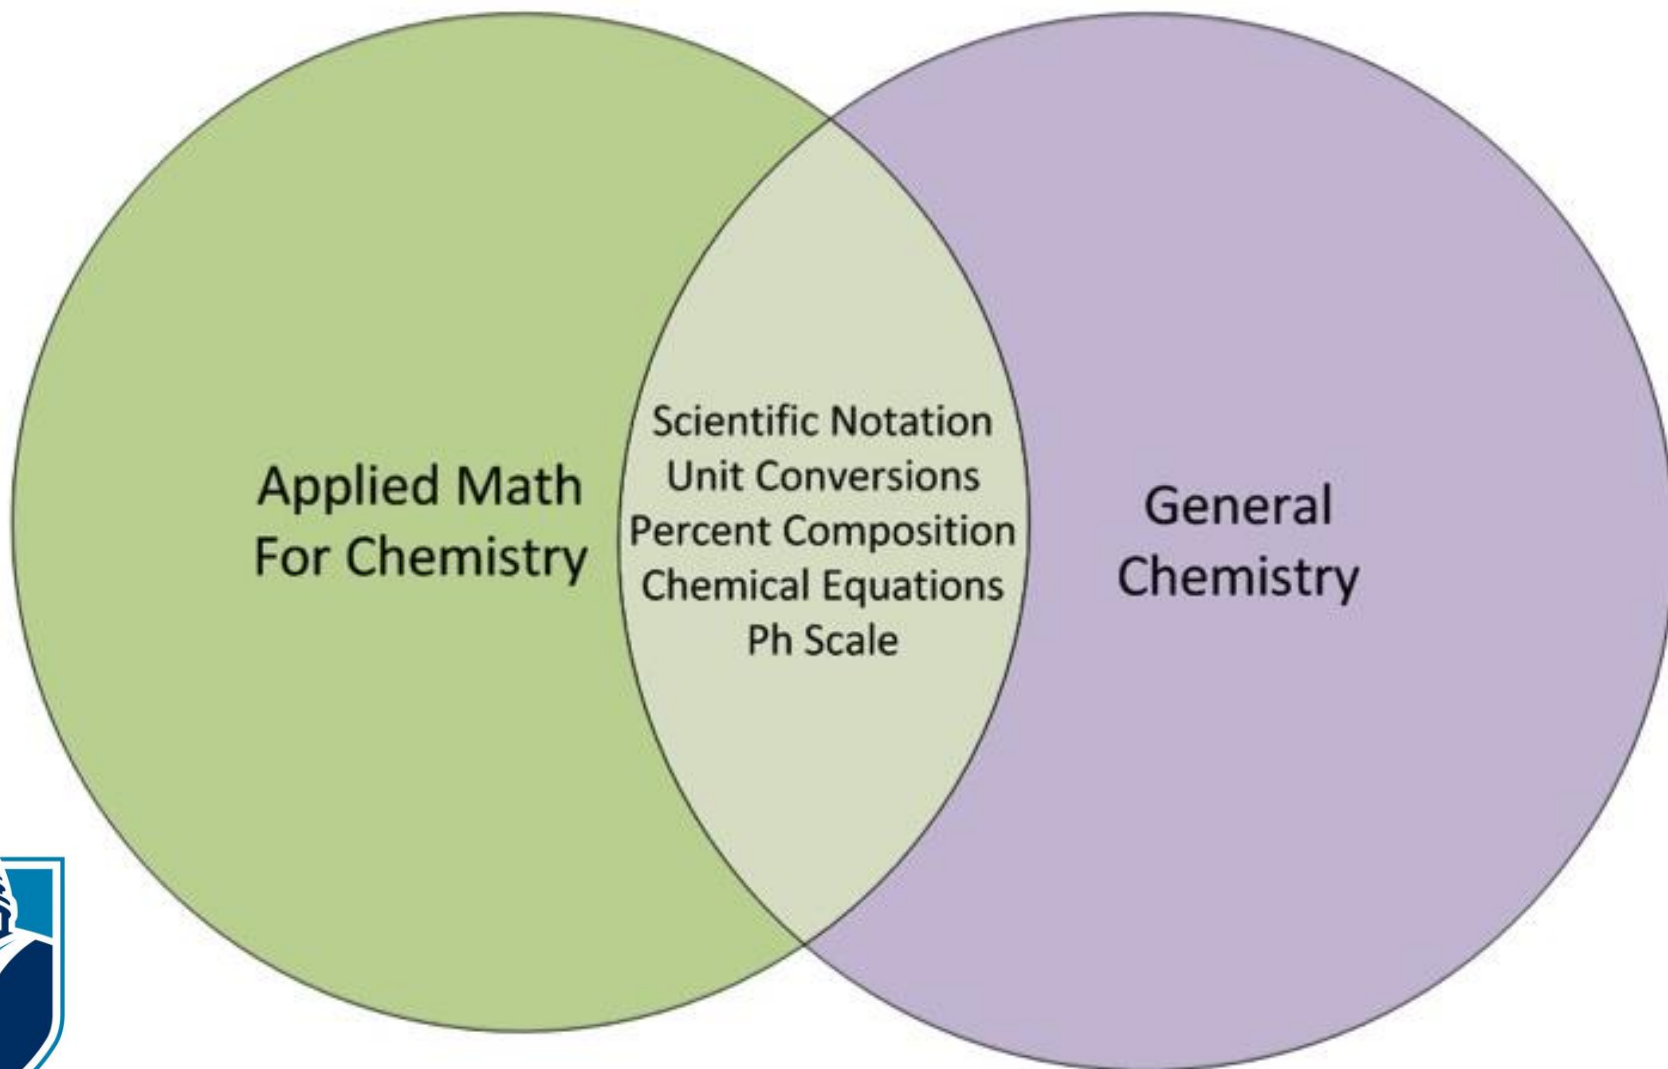 Applied Math
For Chemistry
Scientific Notation
Unit Conversions
Percent Composition
Chemical Equations
Ph Scale
General
Chemistry